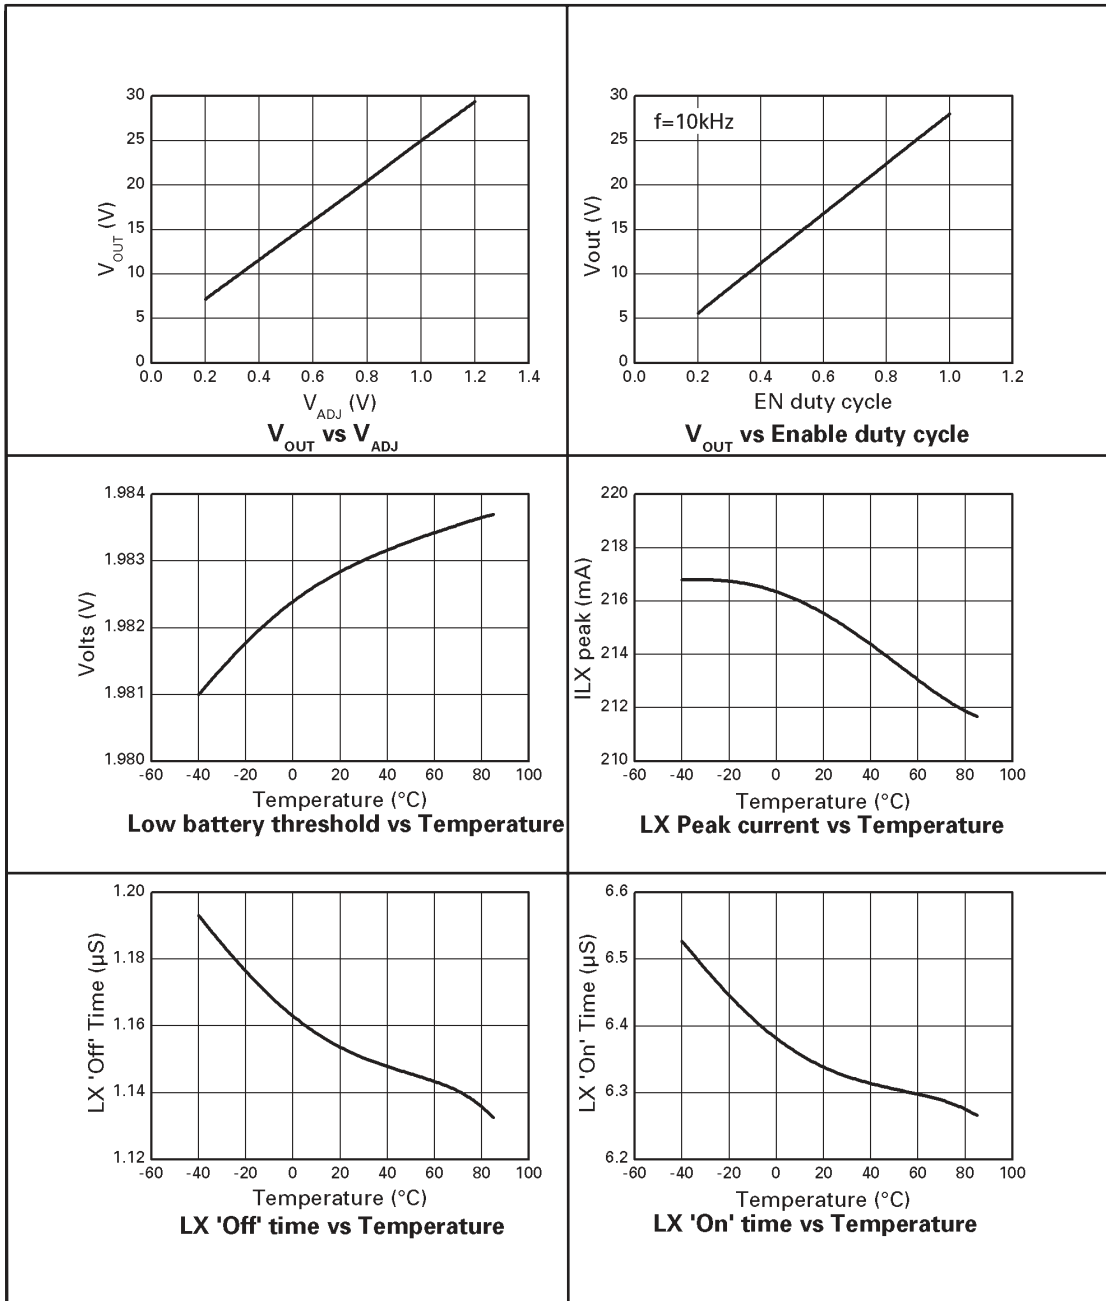 30
25
20
15
10
5
0
V_OUT (V)
0.0 0.2 0.4 0.6 0.8 1.0 1.2 1.4
V_ADJ (V)
V_OUT vs V_ADJ
f=10kHz
30
25
20
15
10
5
0
Vout (V)
0.0 0.2 0.4 0.6 0.8 1.0 1.2
EN duty cycle
V_OUT vs Enable duty cycle
1.984
1.983
1.982
1.981
1.980
Volts (V)
-60 -40 -20 0 20 40 60 80 100
Temperature (°C)
Low battery threshold vs Temperature
220
218
216
214
212
210
ILX peak (mA)
-60 -40 -20 0 20 40 60 80 100
Temperature (°C)
LX Peak current vs Temperature
1.20
1.18
1.16
1.14
1.12
LX 'Off' Time (µS)
-60 -40 -20 0 20 40 60 80 100
Temperature (°C)
LX 'Off' time vs Temperature
6.6
6.5
6.4
6.3
6.2
LX 'On' Time (µS)
-60 -40 -20 0 20 40 60 80 100
Temperature (°C)
LX 'On' time vs Temperature